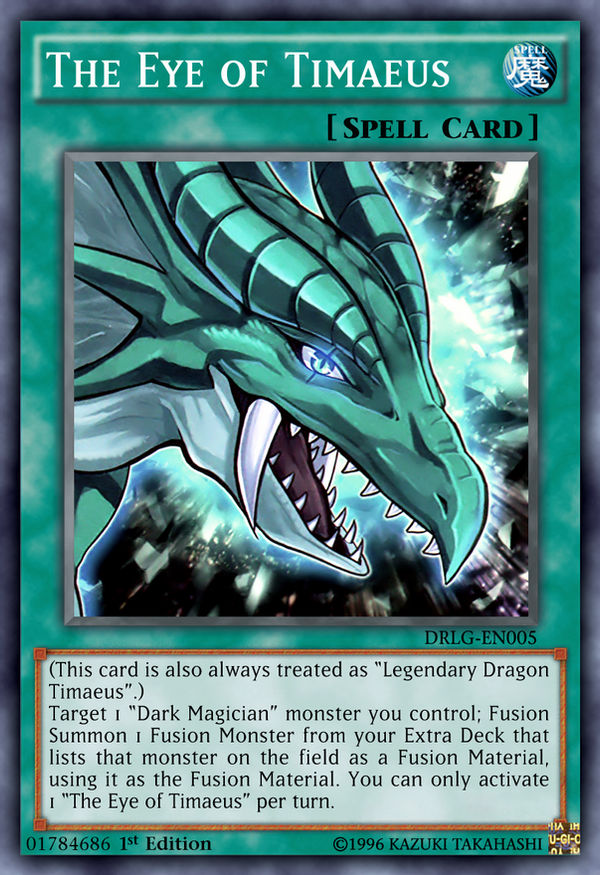 The Eye of Timaeus
SPELL
魔
[Spell Card]
DRLG-EN005
(This card is also always treated as “Legendary Dragon
Timaeus”.)
Target 1 “Dark Magician” monster you control; Fusion
Summon 1 Fusion Monster from your Extra Deck that
lists that monster on the field as a Fusion Material,
using it as the Fusion Material. You can only activate
1 “The Eye of Timaeus” per turn.
01784686 1st Edition
©1996 KAZUKI TAKAHASHI